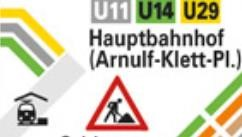 U11 U14 U29
Hauptbahnhof
(Arnulf-Klett-Pl.)